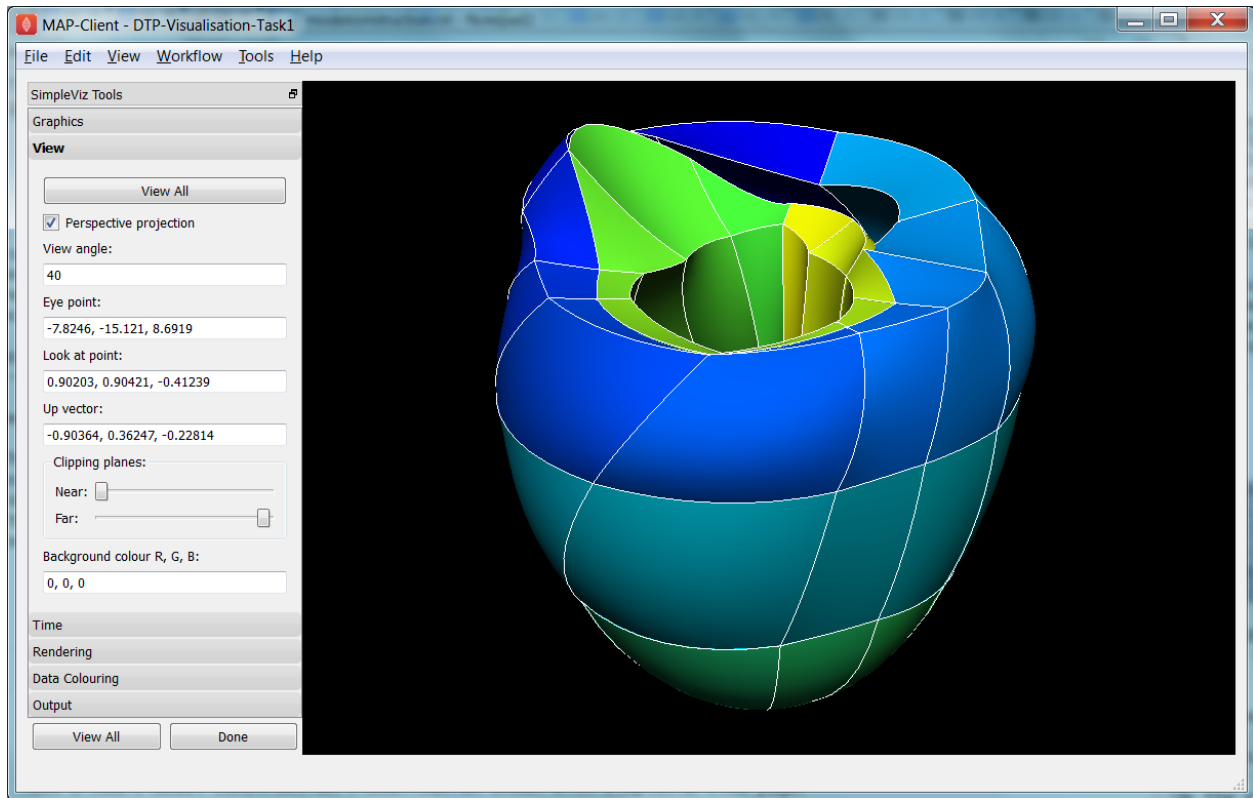 MAP-Client - DTP-Visualisation-Task1
File Edit View Workflow Tools Help
SimpleViz Tools
Graphics
View
View All
Perspective projection
View angle:
40
Eye point:
-7.8246, -15.121, 8.6919
Look at point:
0.90203, 0.90421, -0.41239
Up vector:
-0.90364, 0.36247, -0.22814
Clipping planes:
Near:
Far:
Background colour R, G, B:
0, 0, 0
Time
Rendering
Data Colouring
Output
View All Done